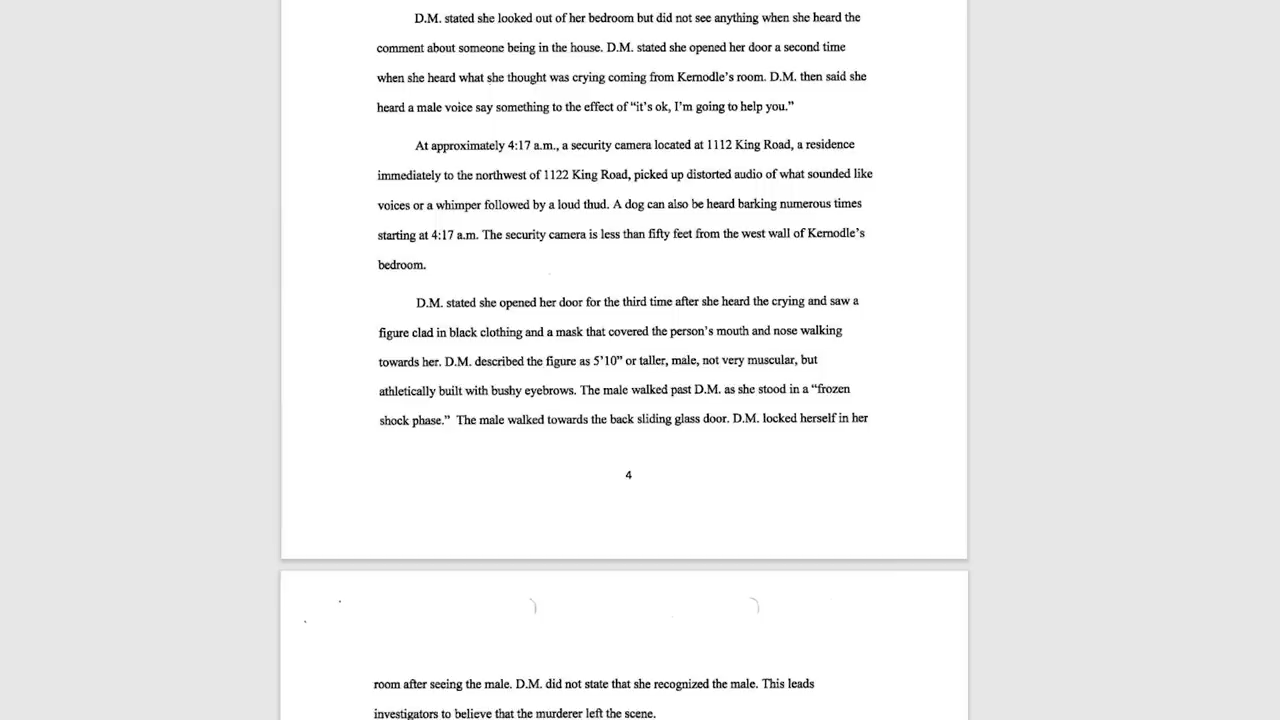 D.M. stated she looked out of her bedroom but did not see anything when she heard the
comment about someone being in the house. D.M. stated she opened her door a second time
when she heard what she thought was crying coming from Kernodle's room. D.M. then said she
heard a male voice say something to the effect of “it's ok, I'm going to help you.”
At approximately 4:17 a.m., a security camera located at 1112 King Road, a residence
immediately to the northwest of 1122 King Road, picked up distorted audio of what sounded like
voices or a whimper followed by a loud thud. A dog can also be heard barking numerous times
starting at 4:17 a.m. The security camera is less than fifty feet from the west wall of Kernodle's
bedroom.
D.M. stated she opened her door for the third time after she heard the crying and saw a
figure clad in black clothing and a mask that covered the person's mouth and nose walking
towards her. D.M. described the figure as 5'10” or taller, male, not very muscular, but
athletically built with bushy eyebrows. The male walked past D.M. as she stood in a “frozen
shock phase.” The male walked towards the back sliding glass door. D.M. locked herself in her
4
room after seeing the male. D.M. did not state that she recognized the male. This leads
investigators to believe that the murderer left the scene.